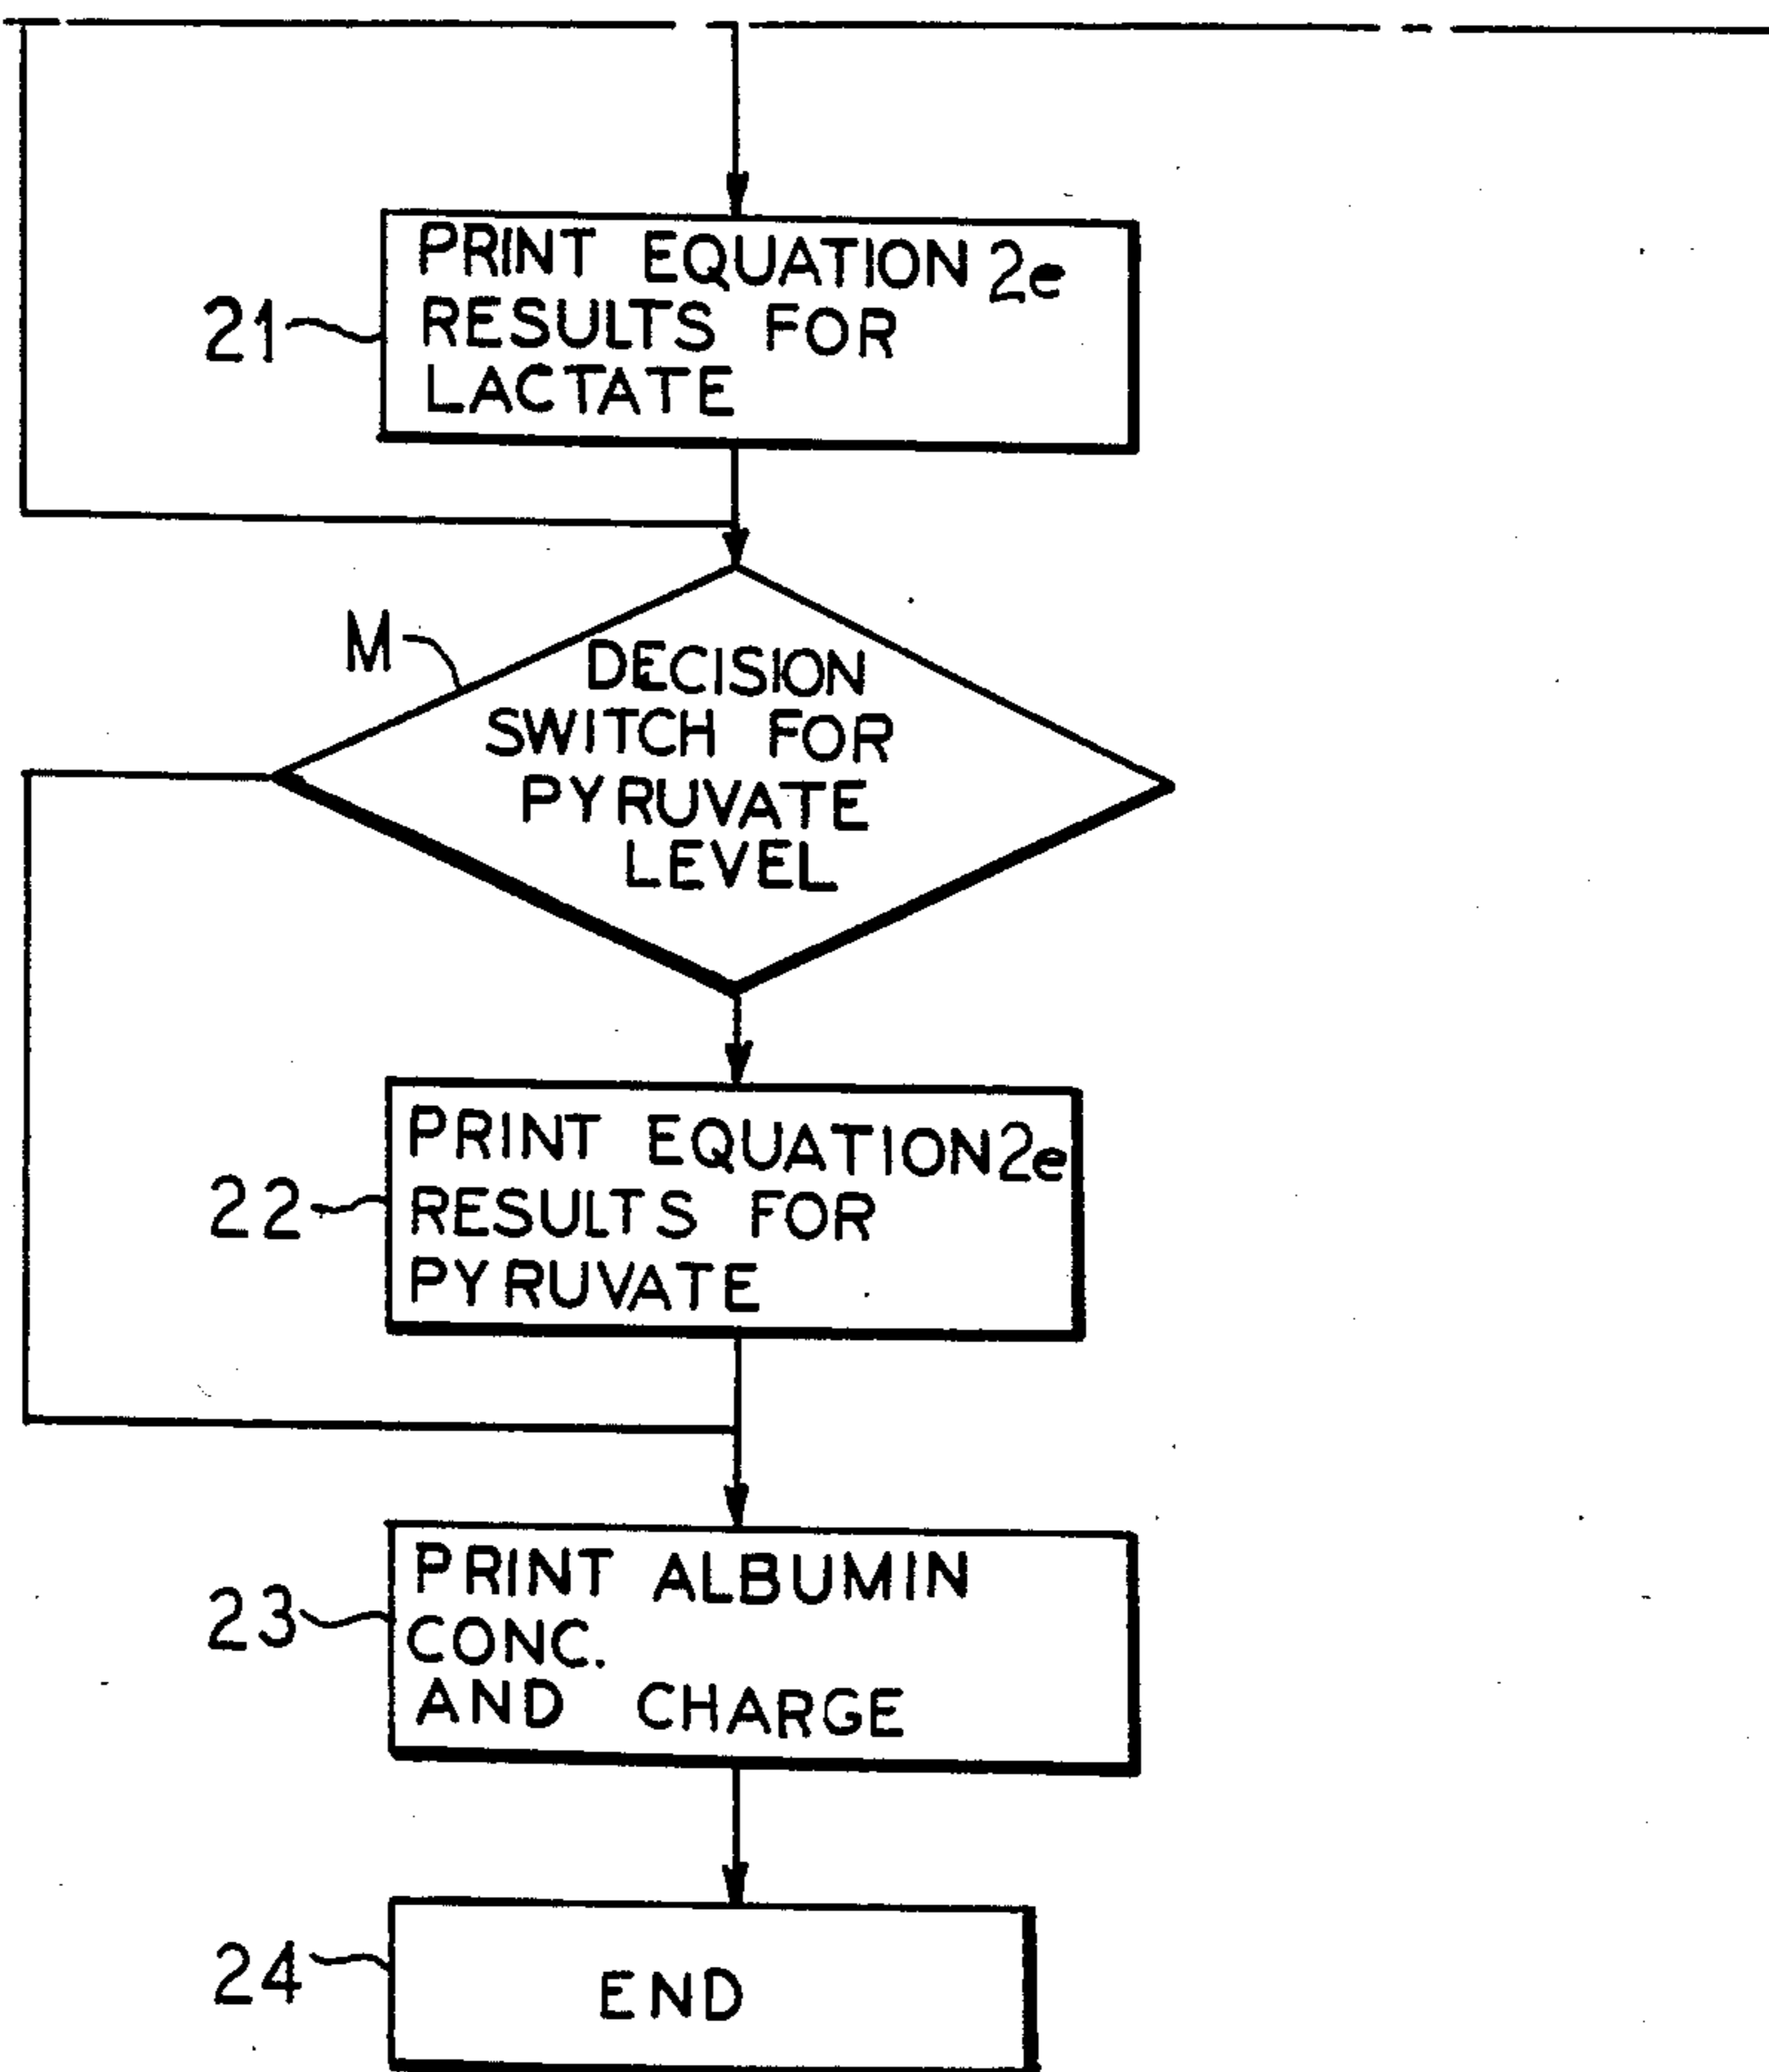 PRINT EQUATION 2e
RESULTS FOR
LACTATE
21
M
DECISION
SWITCH FOR
PYRUVATE
LEVEL
PRINT EQUATION 2e
RESULTS FOR
PYRUVATE
22
PRINT ALBUMIN
CONC.
AND CHARGE
23
END
24